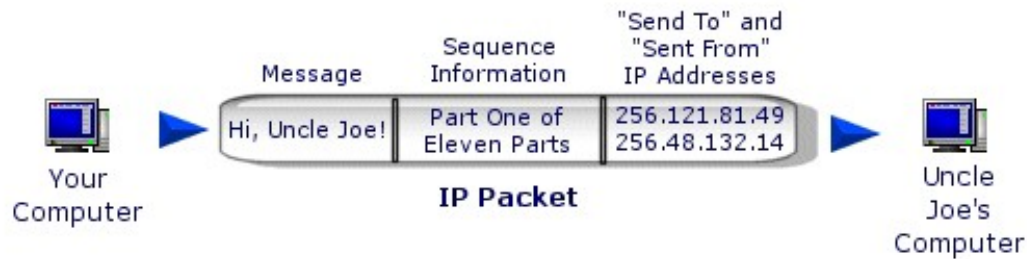 "Send To" and
"Sent From"
IP Addresses
Sequence
Information
Message
Hi, Uncle Joe!
Part One of
Eleven Parts
256.121.81.49
256.48.132.14
IP Packet
Your
Computer
Uncle
Joe's
Computer